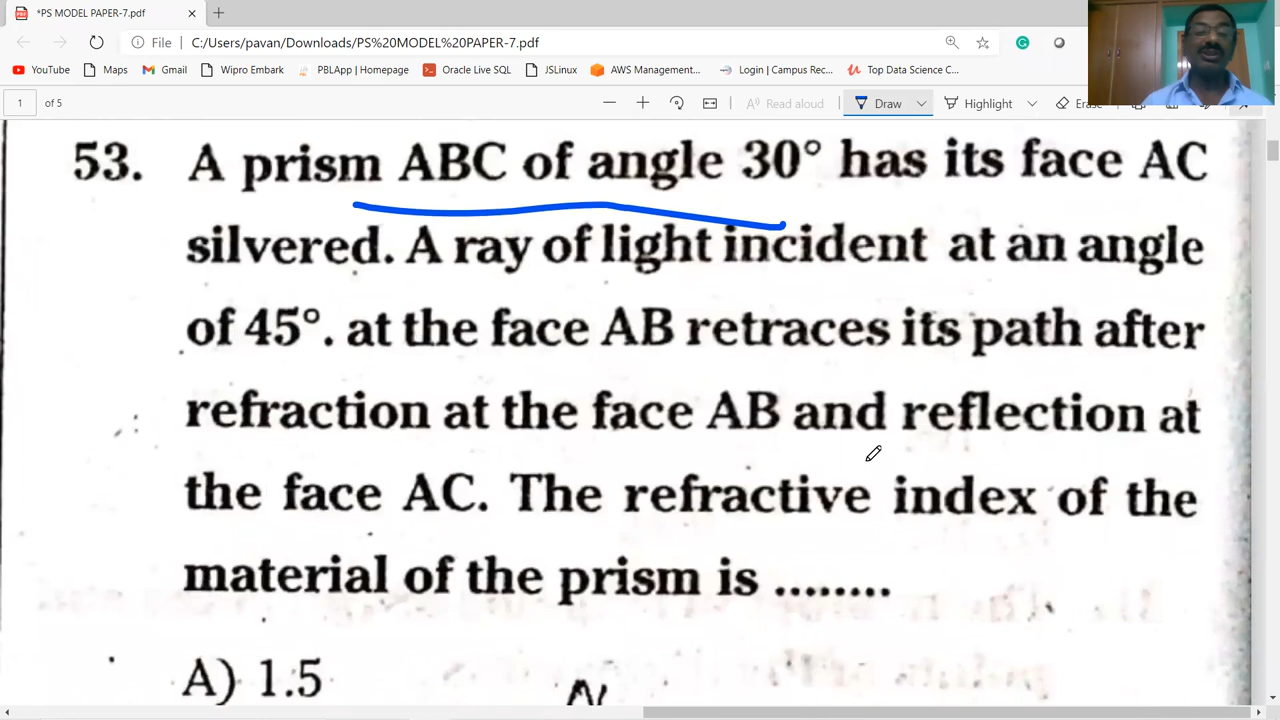 *PS MODEL PAPER-7.pdf
File C:/Users/pavan/Downloads/PS%20MODEL%20PAPER-7.pdf
YouTube Maps Gmail Wipro Embark PBLApp | Homepage Oracle Live SQL JSLinux AWS Management... Login | Campus Rec... Top Data Science C...
1 of 5 Read aloud Draw Highlight Erase
53. A prism ABC of angle 30° has its face AC
silvered. A ray of light incident at an angle
of 45°. at the face AB retraces its path after
refraction at the face AB and reflection at
the face AC. The refractive index of the
material of the prism is ........
A) 1.5